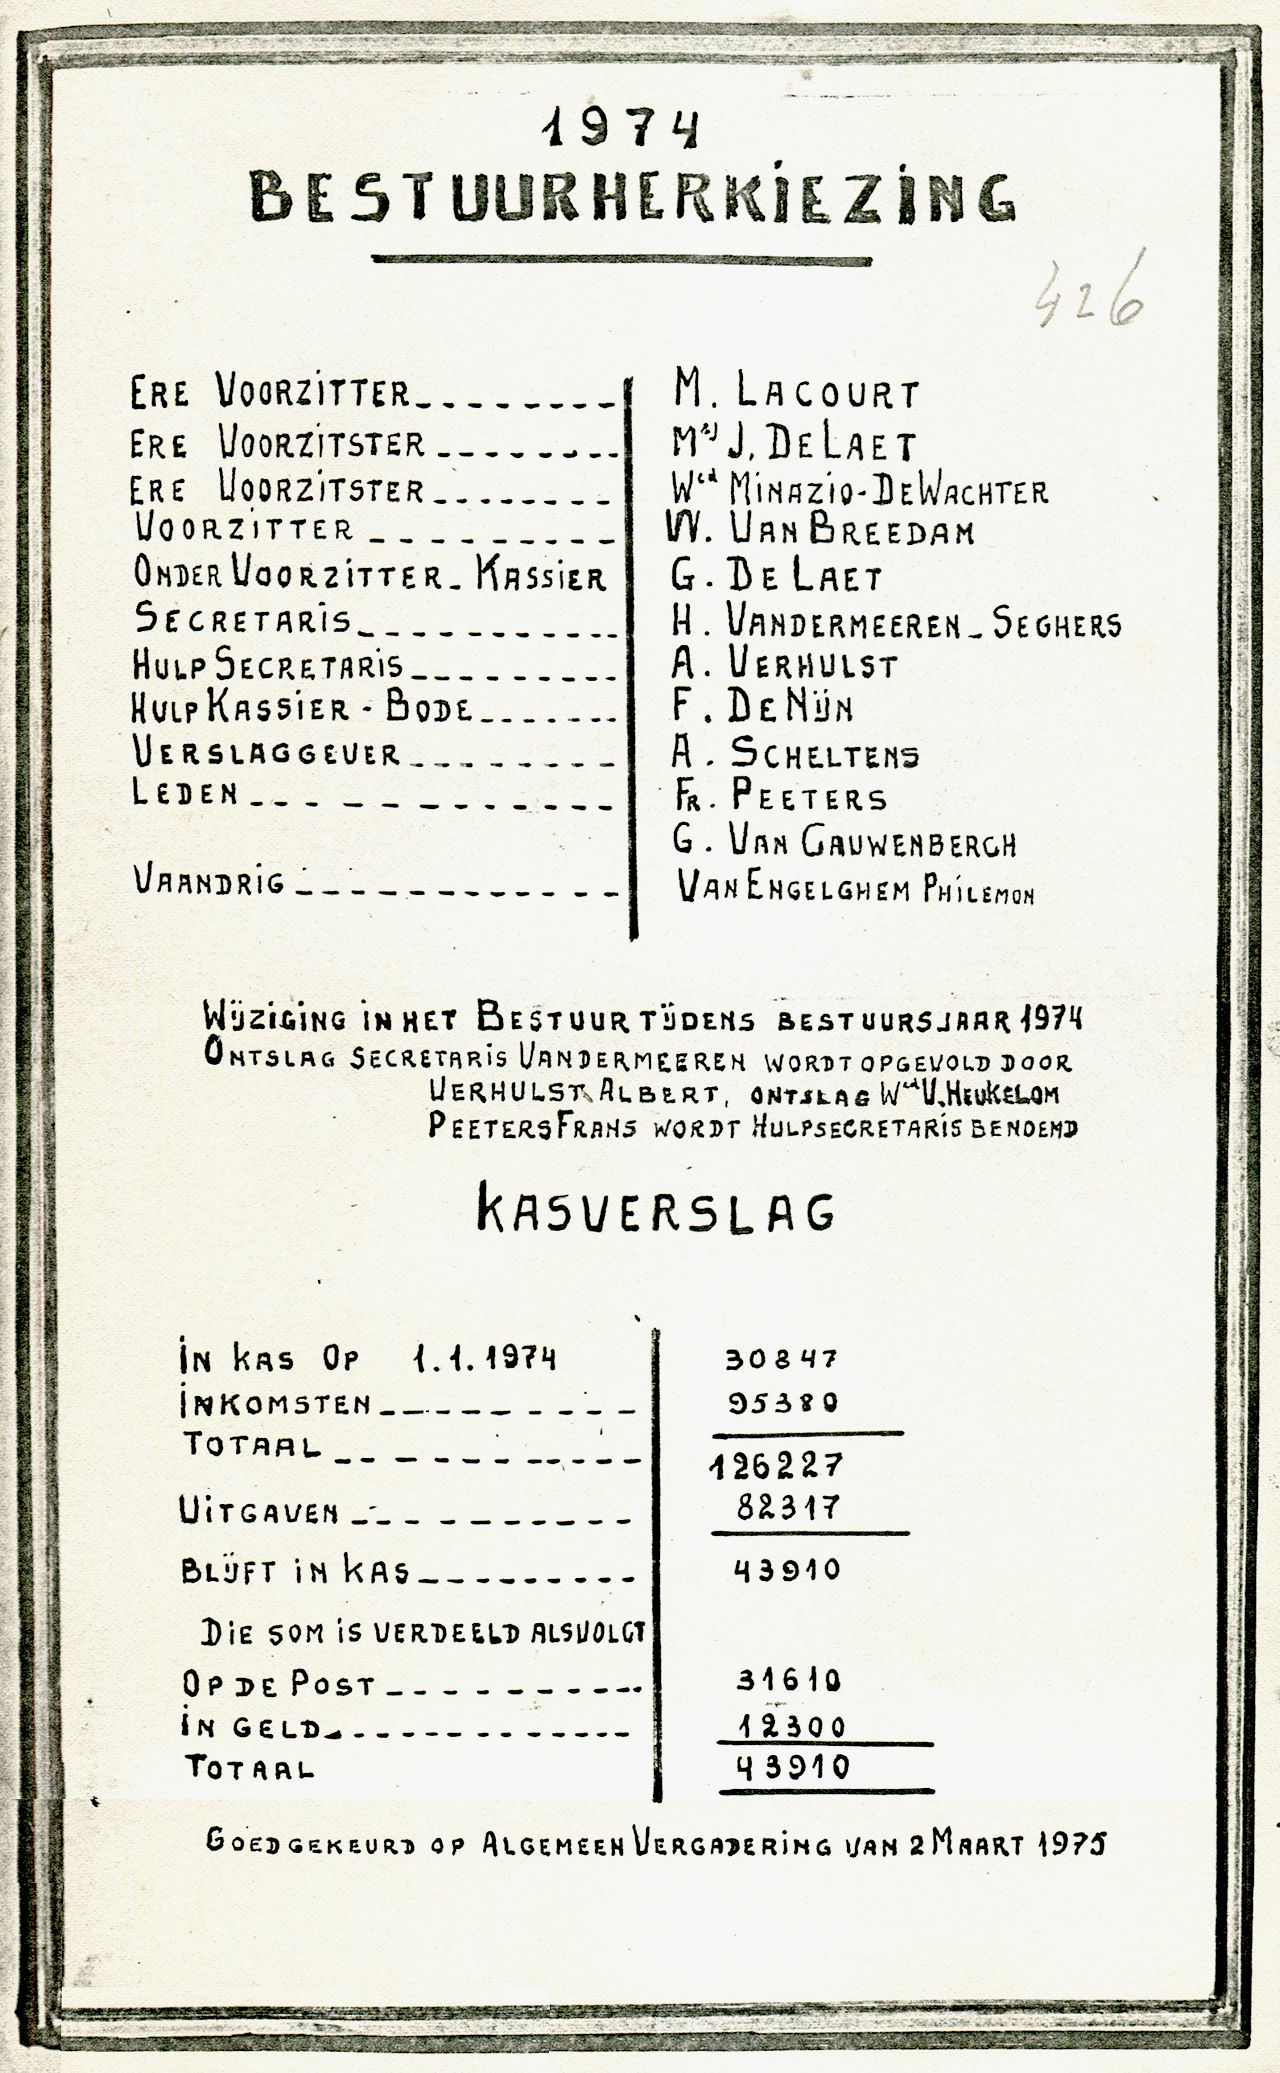 1974
BESTUURHERKIEZING
426
ERE VOORZITTER M. LACOURT
ERE VOORZITSTER J. DELAET
ERE VOORZITSTER Wed MINAZIO-DEWACHTER
VOORZITTER W. VAN BREEDAM
ONDER VOORZITTER - KASSIER G. DE LAET
SECRETARIS H. VANDERMEEREN - SEGHERS
HULP SECRETARIS A. VERHULST
HULP KASSIER - BODE F. DE NIJN
VERSLAGGEVER A. SCHELTENS
LEDEN FR. PEETERS
G. VAN CAUWENBERGH
VAANDRIG VAN ENGELGHEM PHILEMON
WIJZIGING IN HET BESTUUR TIJDENS BESTUURSJAAR 1974
ONTSLAG SECRETARIS VANDERMEEREN WORDT OPGEVOLD DOOR
VERHULST ALBERT, ONTSLAG Wed V. HEUKELOM
PEETERS FRANS WORDT HULPSECRETARIS BENOEMD
KASVERSLAG
IN KAS OP 1.1.1974 30847
INKOMSTEN 95380
TOTAAL 126227
UITGAVEN 82317
BLIJFT IN KAS 43910
DIE SOM IS VERDEELD ALSVOLGT
OP DE POST 31610
IN GELD 12300
TOTAAL 43910
GOEDGEKEURD OP ALGEMEEN VERGADERING VAN 2 MAART 1975